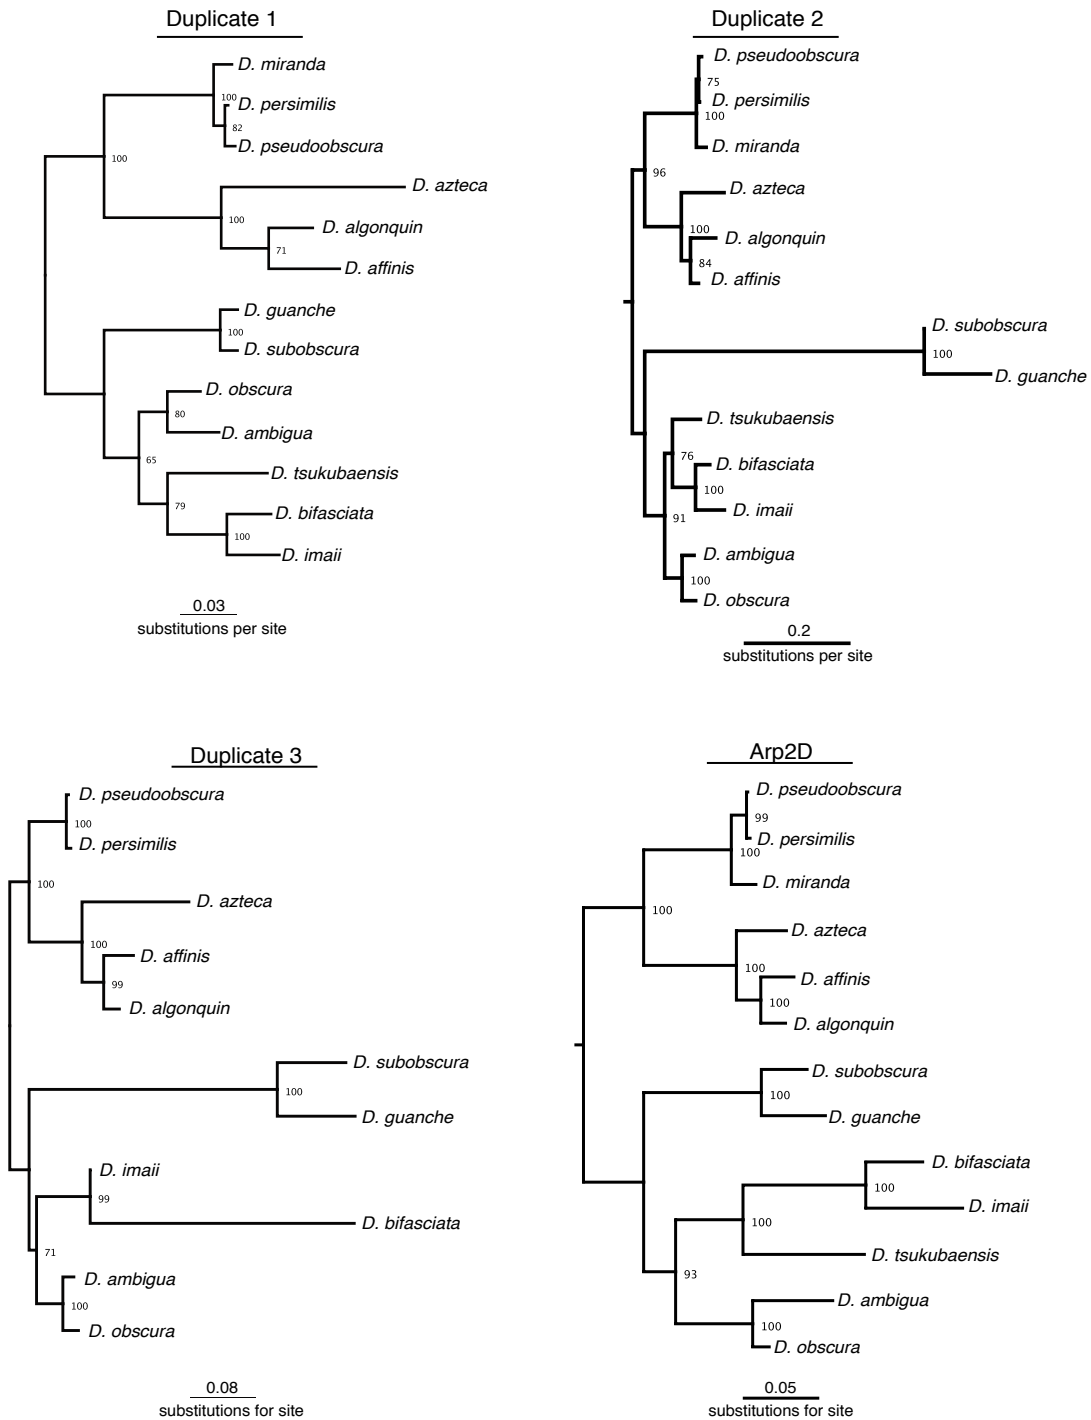 Duplicate 1
D. miranda
100
D. persimilis
82
D. pseudoobscura
100
D. azteca
100
D. algonquin
71
D. affinis
D. guanche
100
D. subobscura
D. obscura
80
D. ambigua
65
D. tsukubaensis
79
D. bifasciata
100
D. imaii
0.03
substitutions per site
Duplicate 2
D. pseudoobscura
75
D. persimilis
100
D. miranda
96
D. azteca
100
D. algonquin
84
D. affinis
D. subobscura
100
D. guanche
D. tsukubaensis
76
D. bifasciata
100
D. imaii
91
D. ambigua
100
D. obscura
0.2
substitutions per site
Duplicate 3
D. pseudoobscura
100
D. persimilis
100
D. azteca
100
D. affinis
99
D. algonquin
D. subobscura
100
D. guanche
D. imaii
99
D. bifasciata
71
D. ambigua
100
D. obscura
0.08
substitutions for site
Arp2D
D. pseudoobscura
99
D. persimilis
100
D. miranda
100
D. azteca
100
D. affinis
100
D. algonquin
D. subobscura
100
D. guanche
D. bifasciata
100
D. imaii
100
D. tsukubaensis
93
D. ambigua
100
D. obscura
0.05
substitutions for site